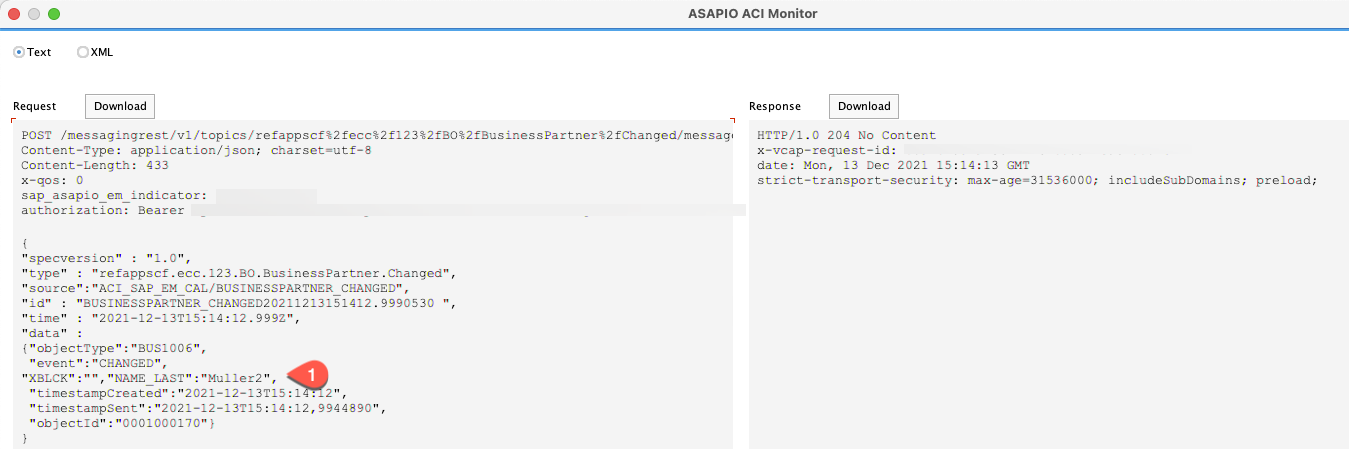 ASAPIO ACI Monitor
Text XML
Request Download
POST /messagingrest/v1/topics/refappscf%2fecc%2f123%2fBO%2fBusinessPartner%2fChanged/message
Content-Type: application/json; charset=utf-8
Content-Length: 433
x-qos: 0
sap_asapio_em_indicator:
authorization: Bearer
{
"specversion" : "1.0",
"type" : "refappscf.ecc.123.BO.BusinessPartner.Changed",
"source":"ACI_SAP_EM_CAL/BUSINESSPARTNER_CHANGED",
"id" : "BUSINESSPARTNER_CHANGED20211213151412.9990530 ",
"time" : "2021-12-13T15:14:12.999Z",
"data" :
{"objectType":"BUS1006",
"event":"CHANGED",
"XBLCK":"","NAME_LAST":"Muller2", 1
"timestampCreated":"2021-12-13T15:14:12",
"timestampSent":"2021-12-13T15:14:12,9944890",
"objectId":"0001000170"}
}
Response Download
HTTP/1.0 204 No Content
x-vcap-request-id:
date: Mon, 13 Dec 2021 15:14:13 GMT
strict-transport-security: max-age=31536000; includeSubDomains; preload;